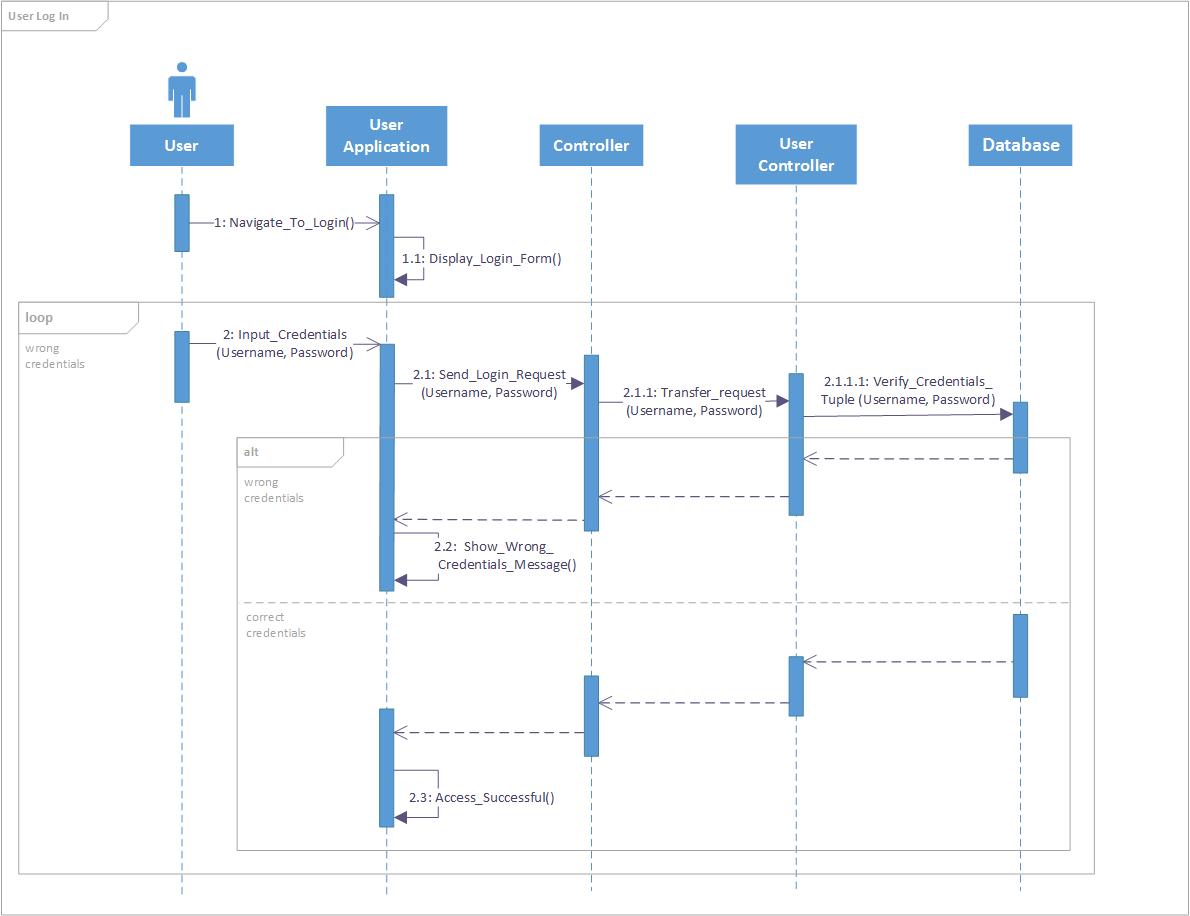 User Log In
User
User
Application
Controller
User
Controller
Database
1: Navigate_To_Login()
1.1: Display_Login_Form()
loop
wrong
credentials
2: Input_Credentials
(Username, Password)
2.1: Send_Login_Request
(Username, Password)
2.1.1: Transfer_request
(Username, Password)
2.1.1.1: Verify_Credentials_
Tuple (Username, Password)
alt
wrong
credentials
2.2: Show_Wrong_
Credentials_Message()
correct
credentials
2.3: Access_Successful()